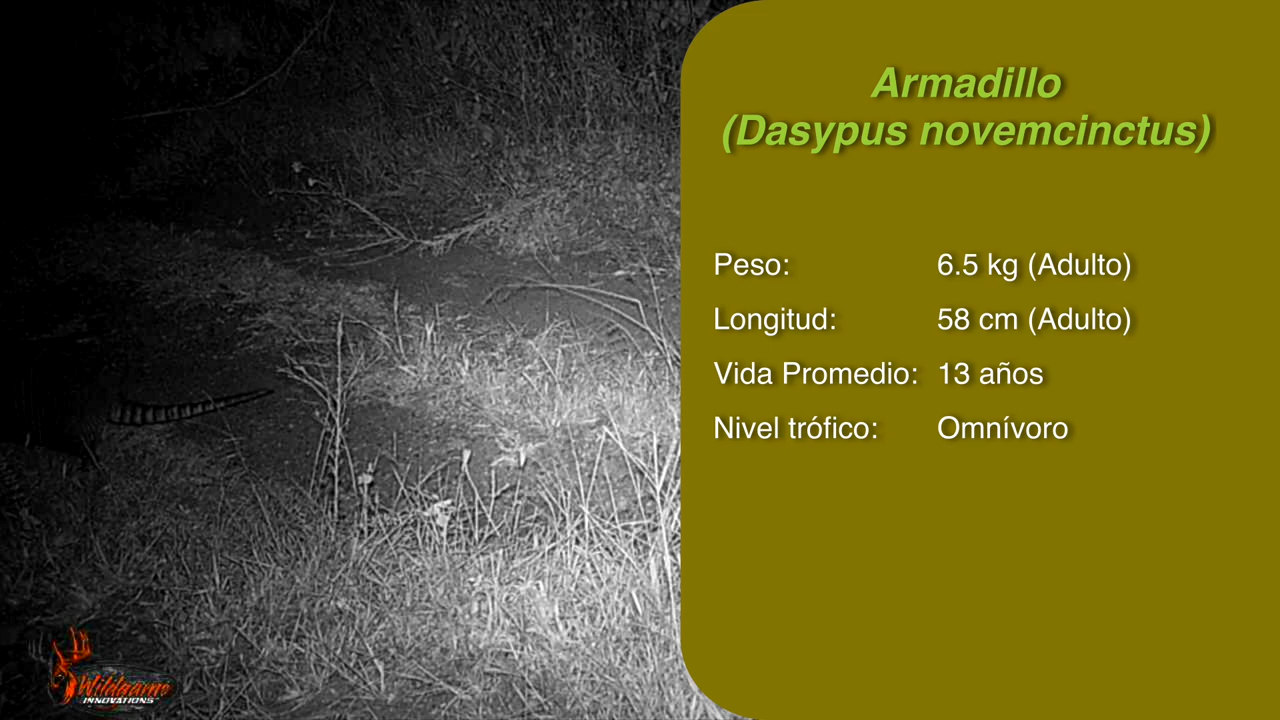 Armadillo
(Dasypus novemcinctus)
Peso: 6.5 kg (Adulto)
Longitud: 58 cm (Adulto)
Vida Promedio: 13 años
Nivel trófico: Omnívoro
Wildgame
INNOVATIONS